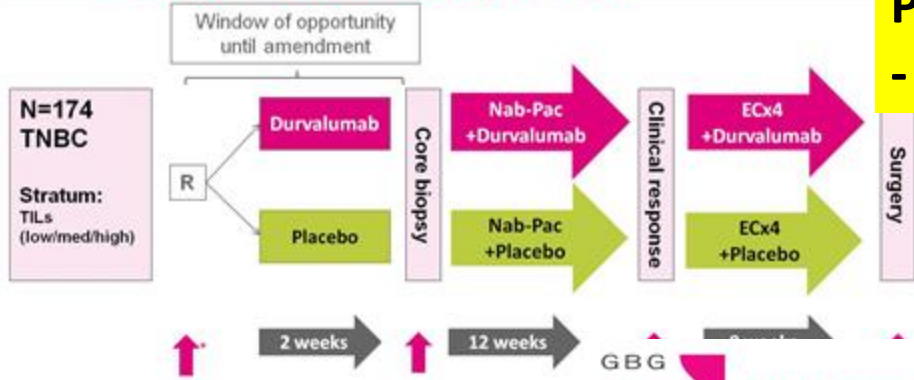 Window of opportunity
until amendment
P
-
N=174
TNBC
Stratum:
TILs
(low/med/high)
R
Durvalumab
Placebo
Core biopsy
Nab-Pac
+Durvalumab
Nab-Pac
+Placebo
Clinical response
ECx4
+Durvalumab
ECx4
+Placebo
Surgery
*
2 weeks
12 weeks
GBG